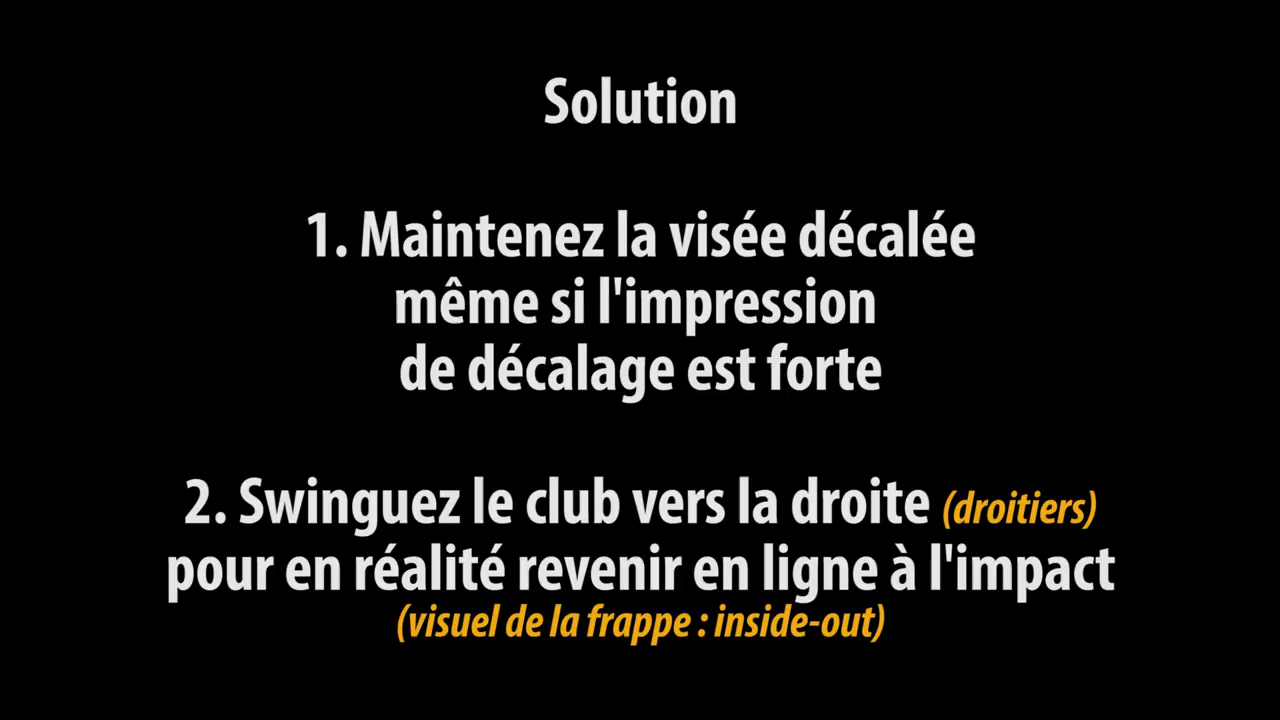 Solution
1. Maintenez la visée décalée
même si l'impression
de décalage est forte
2. Swinguez le club vers la droite (droitiers)
pour en réalité revenir en ligne à l'impact
(visuel de la frappe : inside-out)